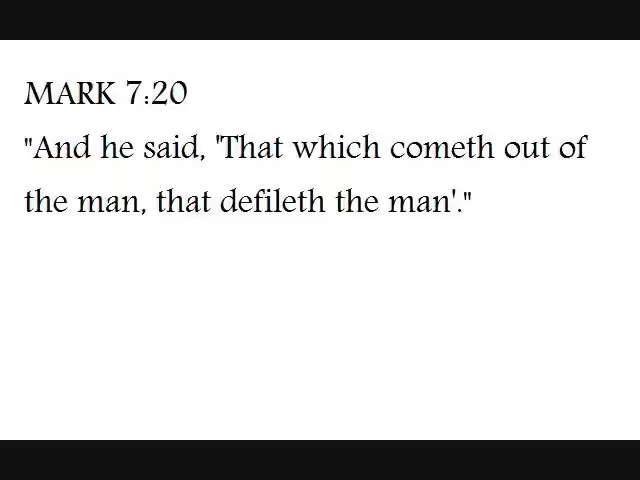 MARK 7:20
"And he said, 'That which cometh out of
the man, that defileth the man'."